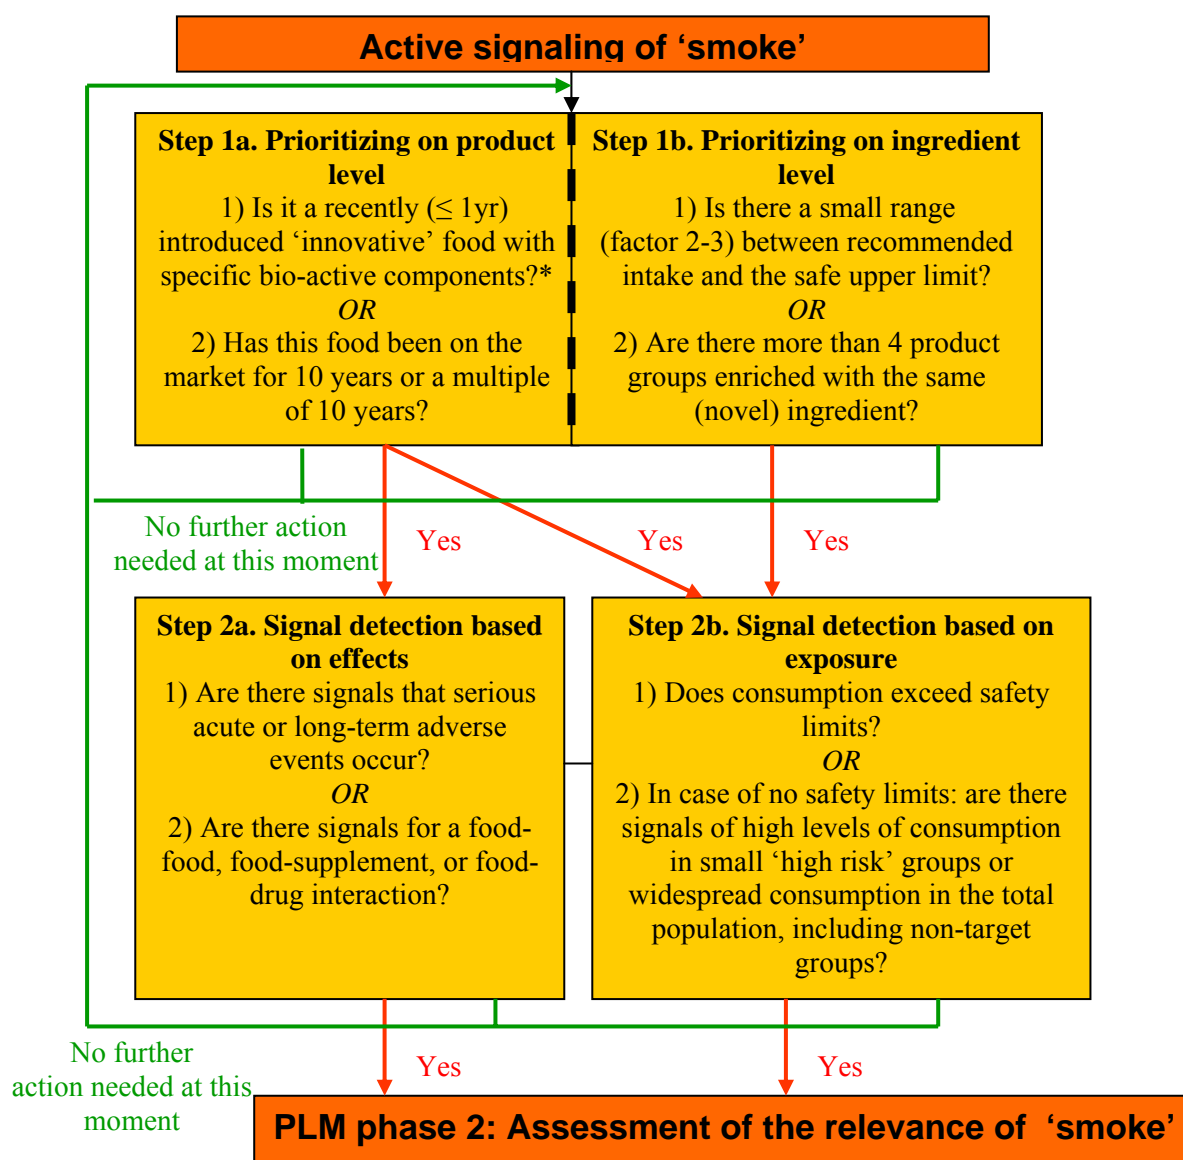 Active signaling of ‘smoke’
Step 1a. Prioritizing on product
level
1) Is it a recently (≤ 1yr)
introduced ‘innovative’ food with
specific bio-active components?*
OR
2) Has this food been on the
market for 10 years or a multiple
of 10 years?
Step 1b. Prioritizing on ingredient
level
1) Is there a small range
(factor 2-3) between recommended
intake and the safe upper limit?
OR
2) Are there more than 4 product
groups enriched with the same
(novel) ingredient?
No further action
needed at this moment
Yes
Yes
Yes
Step 2a. Signal detection based
on effects
1) Are there signals that serious
acute or long-term adverse
events occur?
OR
2) Are there signals for a food-
food, food-supplement, or food-
drug interaction?
Step 2b. Signal detection based on
exposure
1) Does consumption exceed safety
limits?
OR
2) In case of no safety limits: are there
signals of high levels of consumption
in small ‘high risk’ groups or
widespread consumption in the total
population, including non-target
groups?
No further
action needed at this
moment
Yes
Yes
PLM phase 2: Assessment of the relevance of ‘smoke’